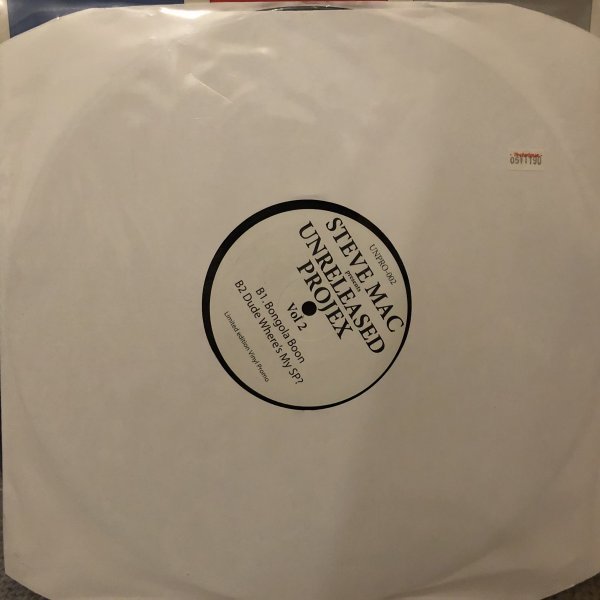 UNPRO-002
STEVE MAC
presents
UNRELEASED
PROJEX
Vol 2
B1. Bongola Boon
B2 Dude Where's My SP?
Limited edition Vinyl Promo.